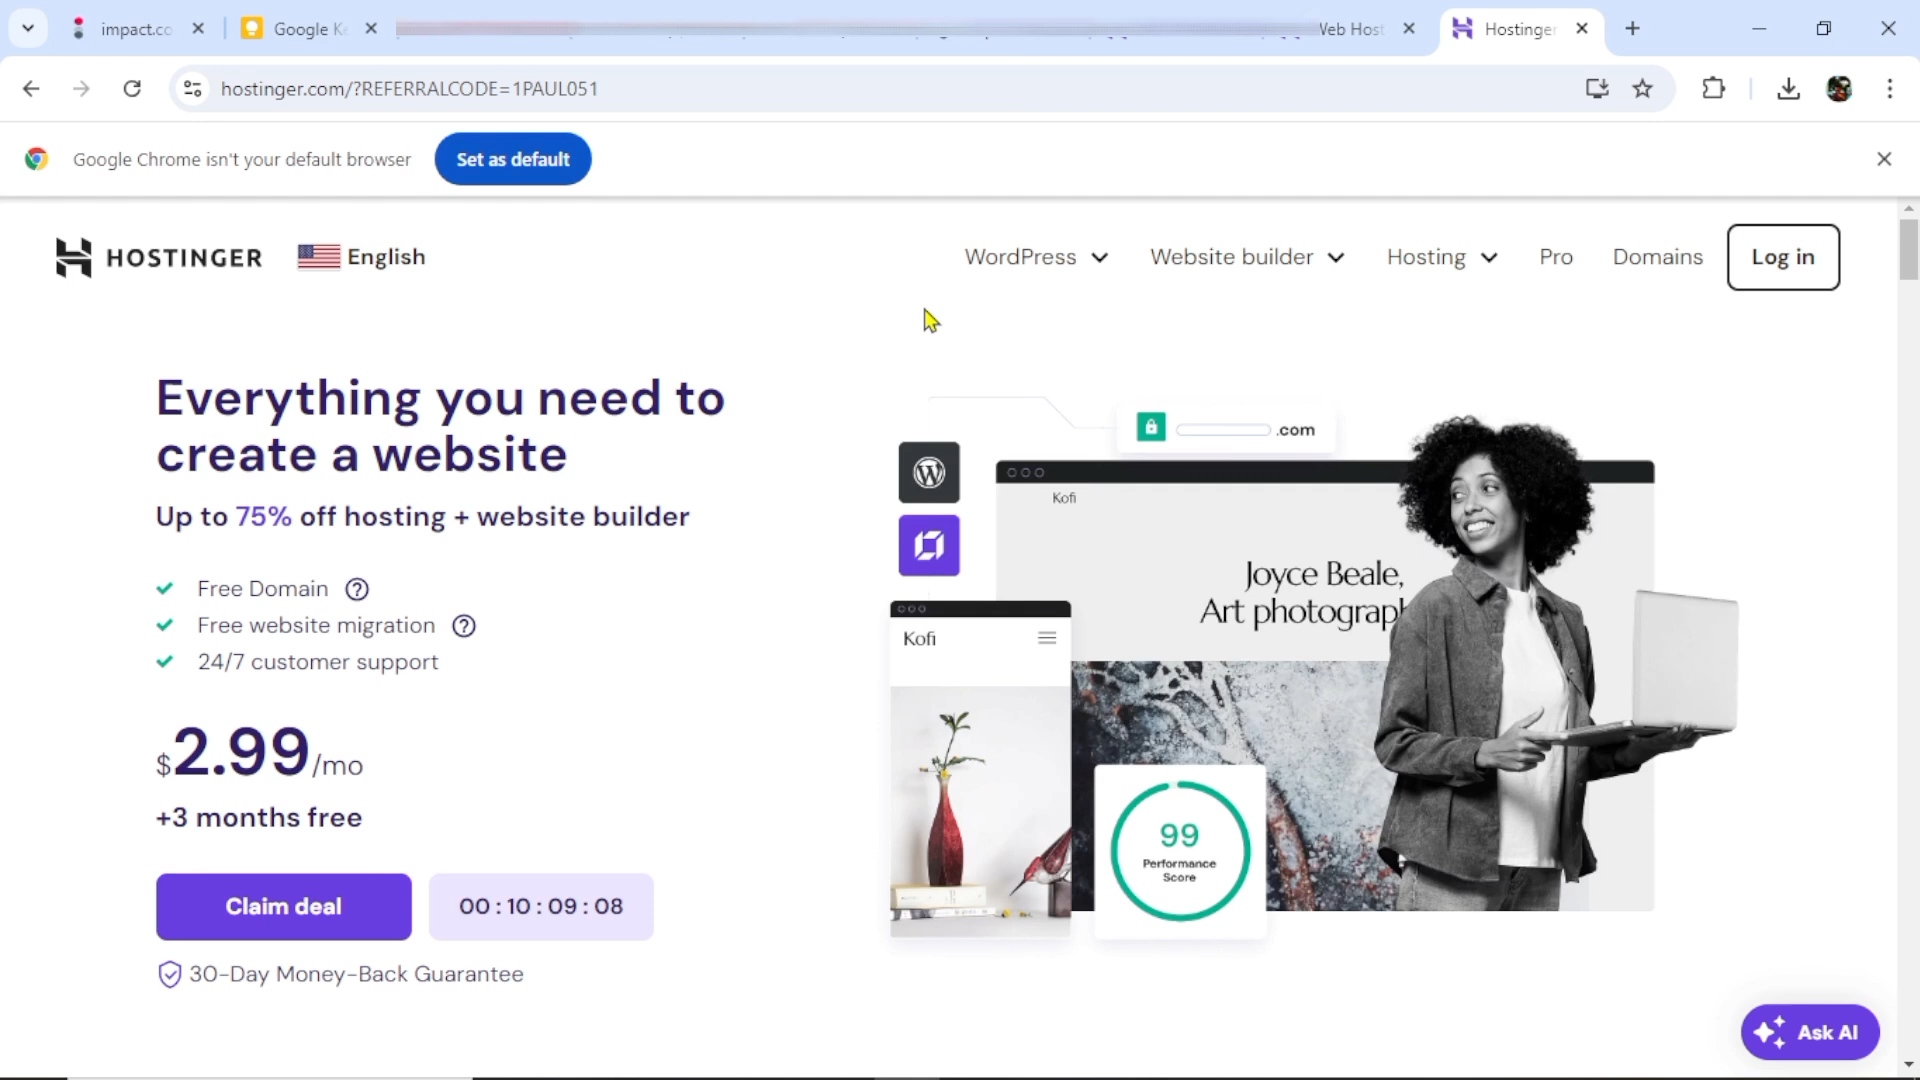 impact.co
Google Ke
Web Host
Hostinger
hostinger.com/?REFERRALCODE=1PAUL051
Google Chrome isn't your default browser
Set as default
HOSTINGER
English
WordPress
Website builder
Hosting
Pro
Domains
Log in
Everything you need to
create a website
Up to 75% off hosting + website builder
Free Domain
Free website migration
24/7 customer support
$2.99/mo
+3 months free
Claim deal
00 : 10 : 09 : 08
30-Day Money-Back Guarantee
.com
Kofi
Joyce Beale,
Art photograph
Kofi
99
Performance
Score
Ask AI